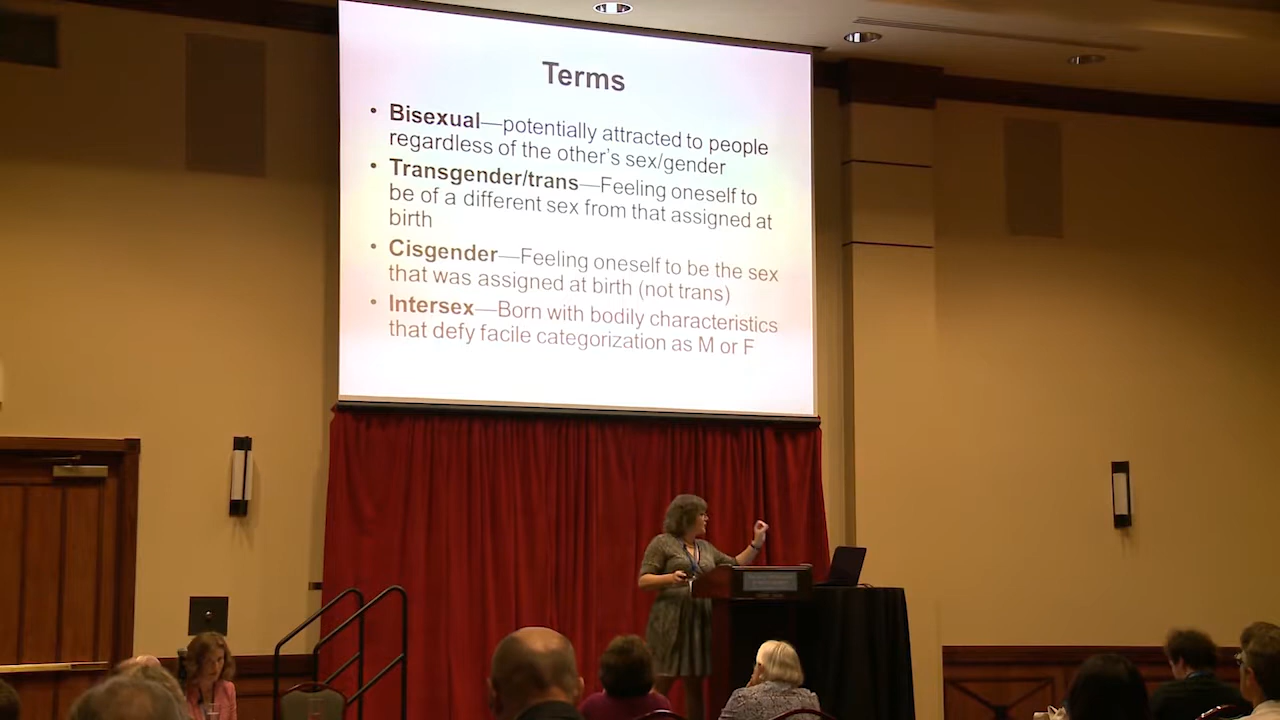 Terms
• Bisexual—potentially attracted to people
regardless of the other's sex/gender
• Transgender/trans—Feeling oneself to
be of a different sex from that assigned at
birth
• Cisgender—Feeling oneself to be the sex
that was assigned at birth (not trans)
• Intersex—Born with bodily characteristics
that defy facile categorization as M or F